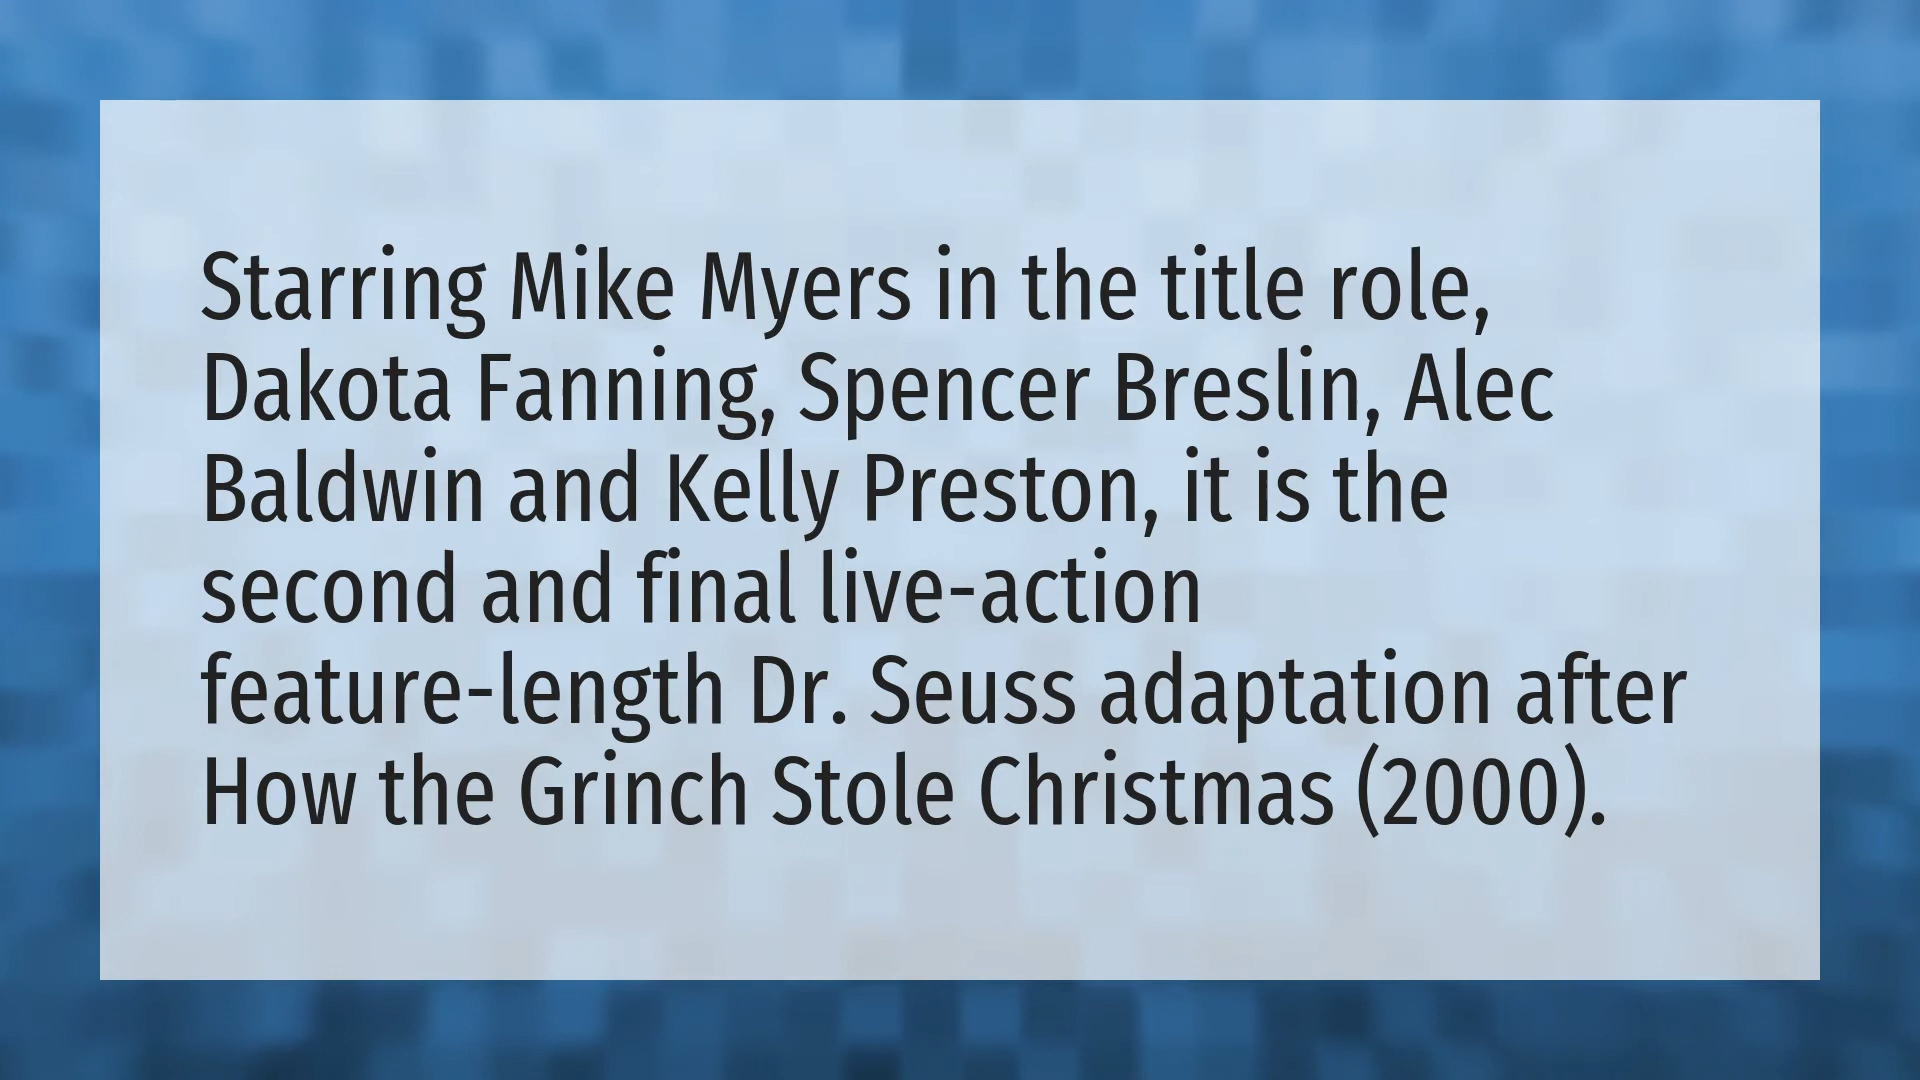 Starring Mike Myers in the title role,
Dakota Fanning, Spencer Breslin, Alec
Baldwin and Kelly Preston, it is the
second and final live-action
feature-length Dr. Seuss adaptation after
How the Grinch Stole Christmas (2000).